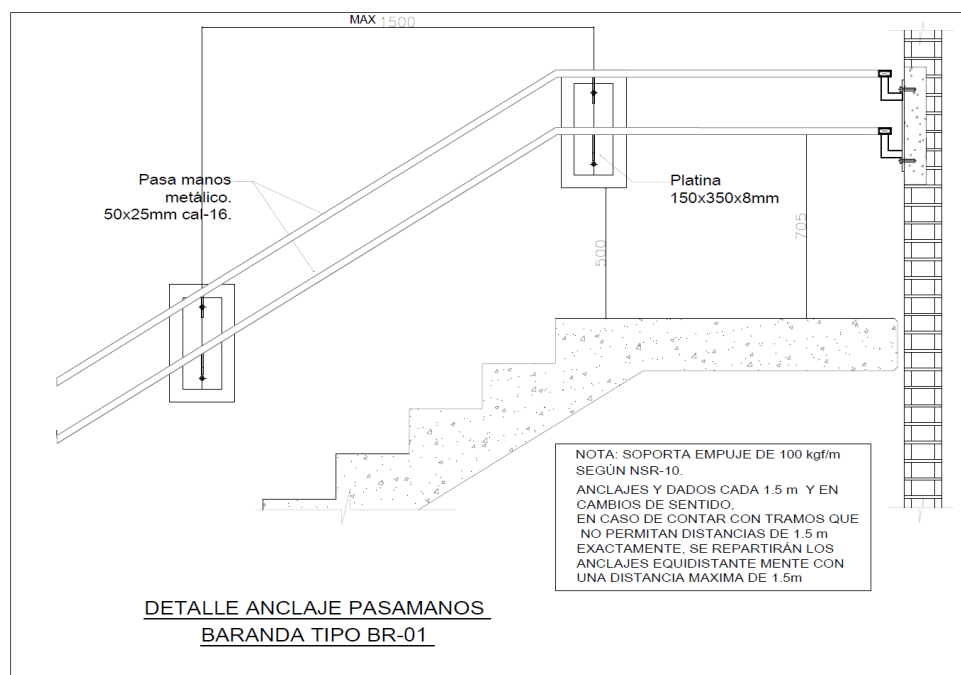 MAX 1500
Pasa manos
metálico.
50x25mm cal-16.
Platina
150x350x8mm
500
705
NOTA: SOPORTA EMPUJE DE 100 kgf/m
SEGÚN NSR-10.
ANCLAJES Y DADOS CADA 1.5 m Y EN
CAMBIOS DE SENTIDO,
EN CASO DE CONTAR CON TRAMOS QUE
NO PERMITAN DISTANCIAS DE 1.5 m
EXACTAMENTE, SE REPARTIRÁN LOS
ANCLAJES EQUIDISTANTE MENTE CON
UNA DISTANCIA MAXIMA DE 1.5m
DETALLE ANCLAJE PASAMANOS
BARANDA TIPO BR-01